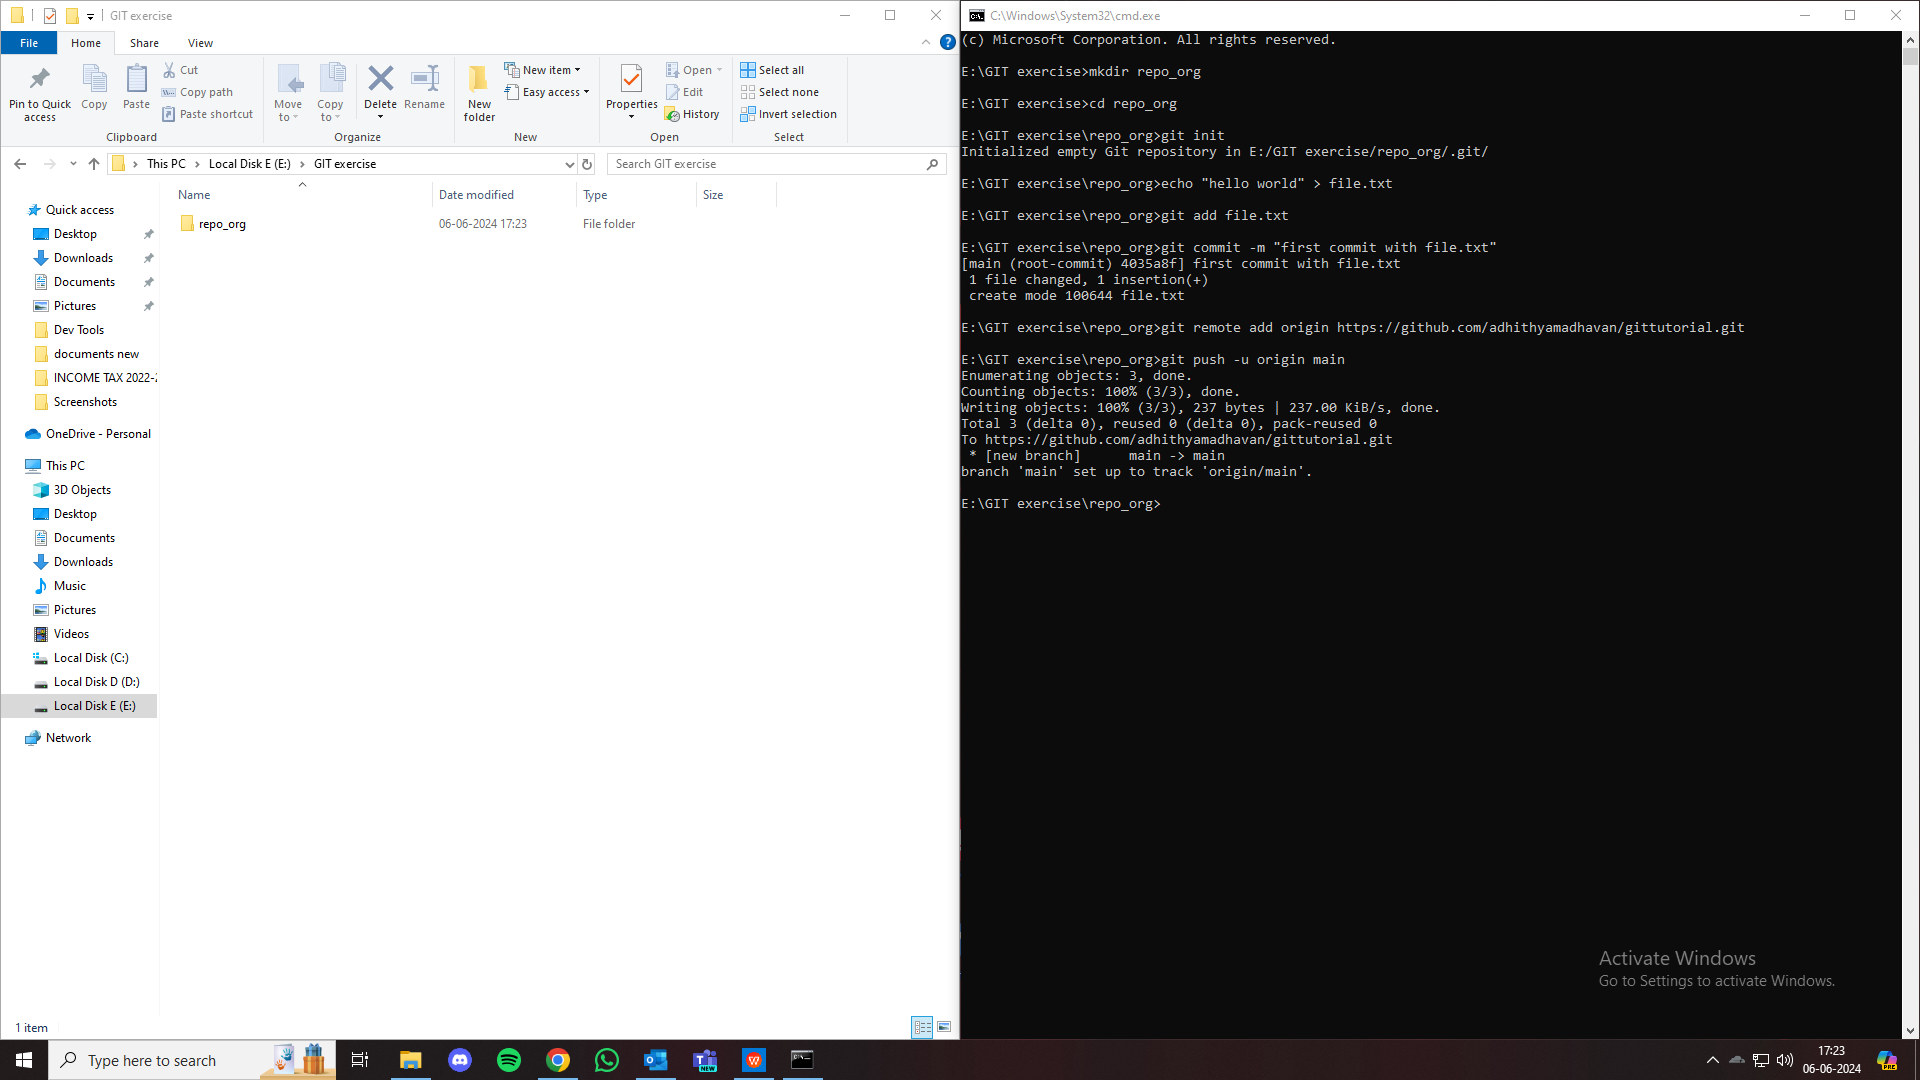 GIT exercise
File Home Share View
Pin to Quick access
Copy
Paste
Cut
Copy path
Paste shortcut
Clipboard
Move to
Copy to
Delete
Rename
Organize
New folder
New item
Easy access
New
Properties
Open
Edit
History
Open
Select all
Select none
Invert selection
Select
This PC > Local Disk E (E:) > GIT exercise
Search GIT exercise
Name Date modified Type Size
repo_org 06-06-2024 17:23 File folder
Quick access
Desktop
Downloads
Documents
Pictures
Dev Tools
documents new
INCOME TAX 2022-
Screenshots
OneDrive - Personal
This PC
3D Objects
Desktop
Documents
Downloads
Music
Pictures
Videos
Local Disk (C:)
Local Disk D (D:)
Local Disk E (E:)
Network
1 item
C:\Windows\System32\cmd.exe
(c) Microsoft Corporation. All rights reserved.
E:\GIT exercise>mkdir repo_org
E:\GIT exercise>cd repo_org
E:\GIT exercise\repo_org>git init
Initialized empty Git repository in E:/GIT exercise/repo_org/.git/
E:\GIT exercise\repo_org>echo "hello world" > file.txt
E:\GIT exercise\repo_org>git add file.txt
E:\GIT exercise\repo_org>git commit -m "first commit with file.txt"
[main (root-commit) 4035a8f] first commit with file.txt
1 file changed, 1 insertion(+)
create mode 100644 file.txt
E:\GIT exercise\repo_org>git remote add origin https://github.com/adhithyamadhavan/gittutorial.git
E:\GIT exercise\repo_org>git push -u origin main
Enumerating objects: 3, done.
Counting objects: 100% (3/3), done.
Writing objects: 100% (3/3), 237 bytes | 237.00 KiB/s, done.
Total 3 (delta 0), reused 0 (delta 0), pack-reused 0
To https://github.com/adhithyamadhavan/gittutorial.git
* [new branch] main -> main
branch 'main' set up to track 'origin/main'.
E:\GIT exercise\repo_org>
Activate Windows
Go to Settings to activate Windows.
Type here to search
NEW
17:23
06-06-2024
PRE